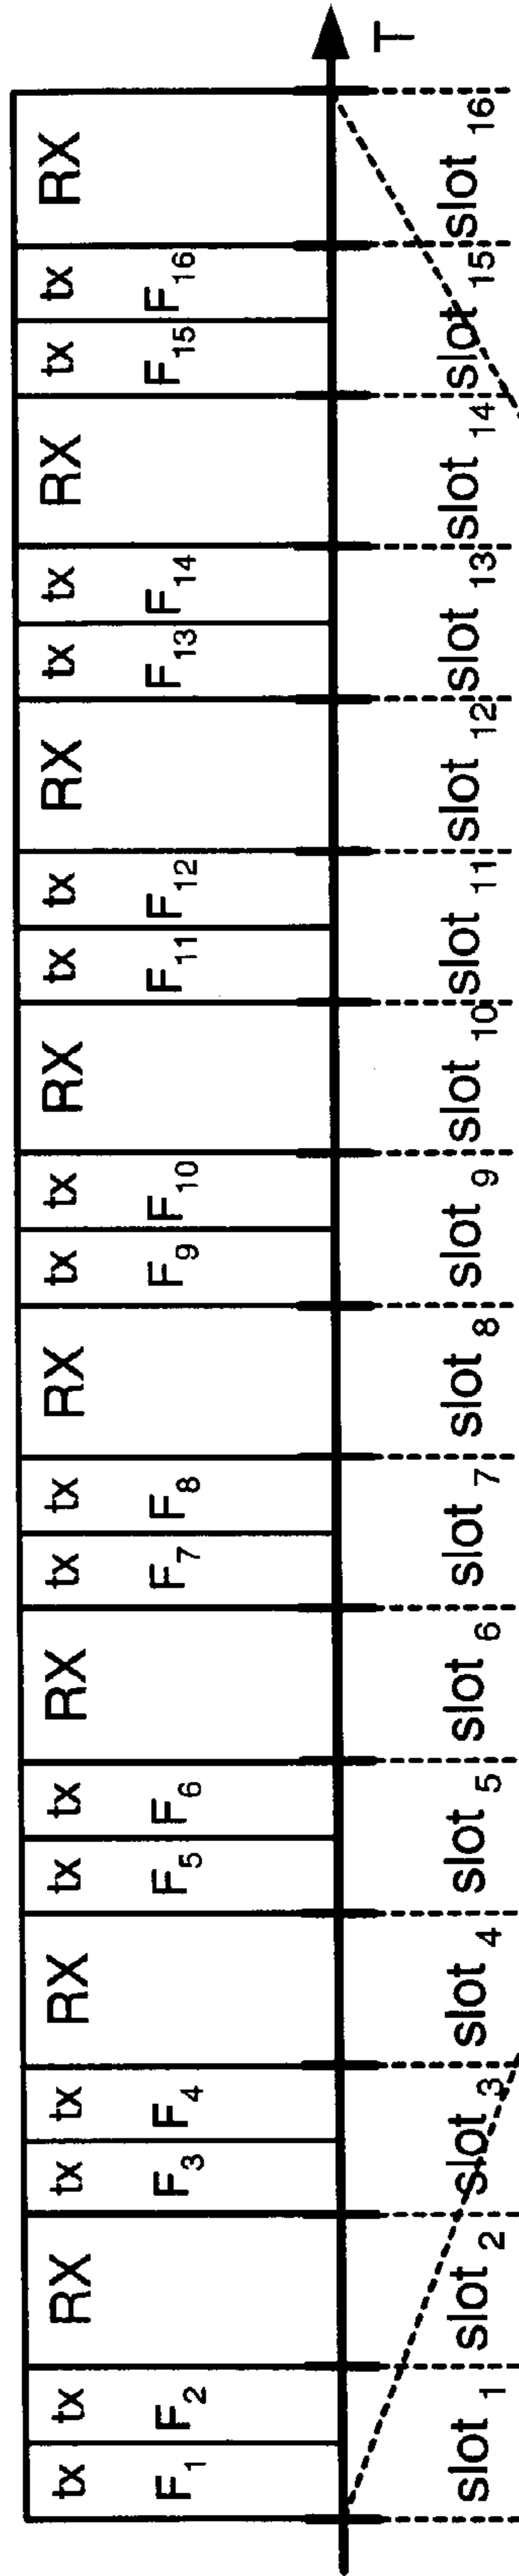 tx tx RX tx tx RX tx tx RX tx tx RX tx tx RX tx tx RX tx tx RX tx tx RX
F1 F2 F3 F4 F5 F6 F7 F8 F9 F10 F11 F12 F13 F14 F15 F16
T
slot 1 slot 2 slot 3 slot 4 slot 5 slot 6 slot 7 slot 8 slot 9 slot 10 slot 11 slot 12 slot 13 slot 14 slot 15 slot 16